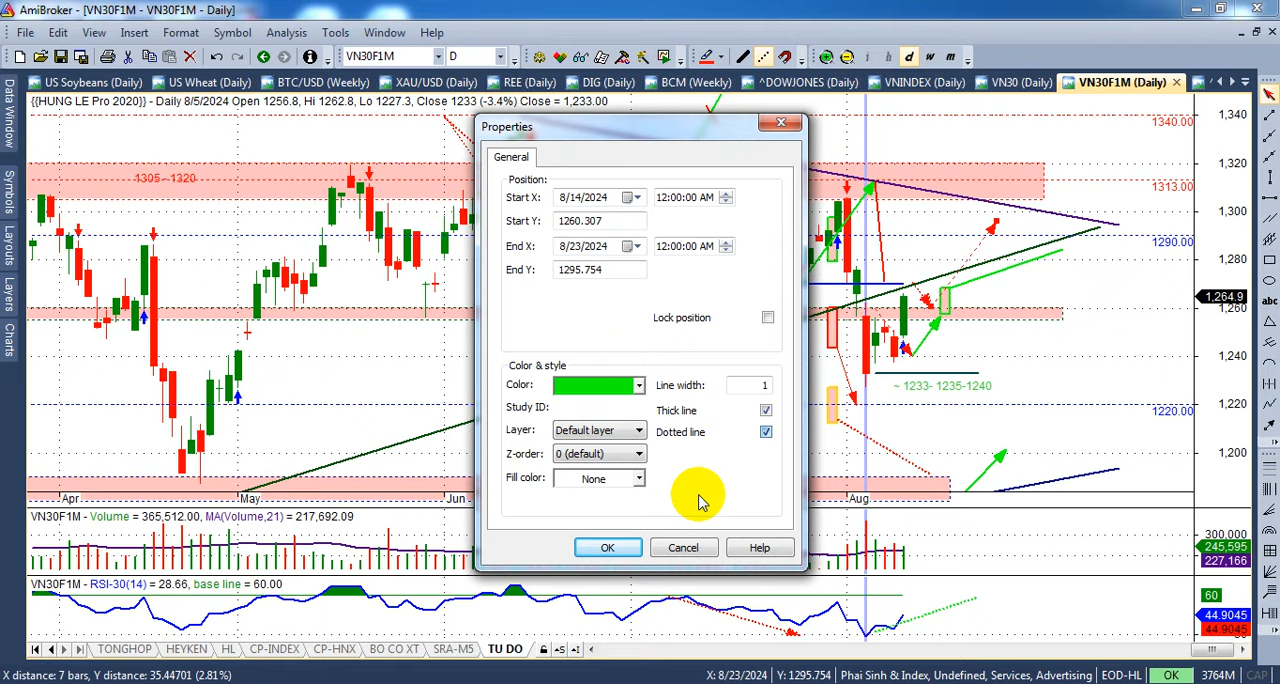 AmiBroker - [VN30F1M - Daily]
File Edit View Insert Format Symbol Analysis Tools Window Help
VN30F1M D i h d w m
US Soybeans (Daily) US Wheat (Daily) BTC/USD (Weekly) XAU/USD (Daily) REE (Daily) DIG (Daily) BCM (Weekly) ^DOWJONES (Daily) VNINDEX (Daily) VN30 (Daily) VN30F1M (Daily)
{{HUNG LE Pro 2020}} - Daily 8/5/2024 Open 1256.8, Hi 1262.8, Lo 1227.3, Close 1233 (-3.4%) Close = 1,233.00
Data Window
Symbols
Layouts
Layers
Charts
1305 - 1320
Properties
General
Position:
Start X: 8/14/2024 12:00:00 AM
Start Y: 1260.307
End X: 8/23/2024 12:00:00 AM
End Y: 1295.754
Lock position
Color & style
Color: Line width: 1
Study ID: Thick line
Layer: Default layer Dotted line
Z-order: 0 (default)
Fill color: None
OK Cancel Help
~ 1233- 1235-1240
1340.00
1313.00
1290.00
1220.00
1,340
1,320
1,300
1,280
1,264.9
1,260
1,240
1,220
1,200
abc
Apr May Jun Aug
VN30F1M - Volume = 365,512.00, MA(Volume,21) = 217,692.09
300,000
245,595
227,166
VN30F1M - RSI-30(14) = 28.66, base line = 60.00
60
44.9045
44.9045
TONGHOP HEYKEN HL CP-INDEX CP-HNX BO CO XT SRA-M5 TU DO
X distance: 7 bars, Y distance: 35.44701 (2.81%) X: 8/23/2024 Y: 1295.754 Phai Sinh & Index, Undefined, Services, Advertising EOD-HL OK 3764M CAP